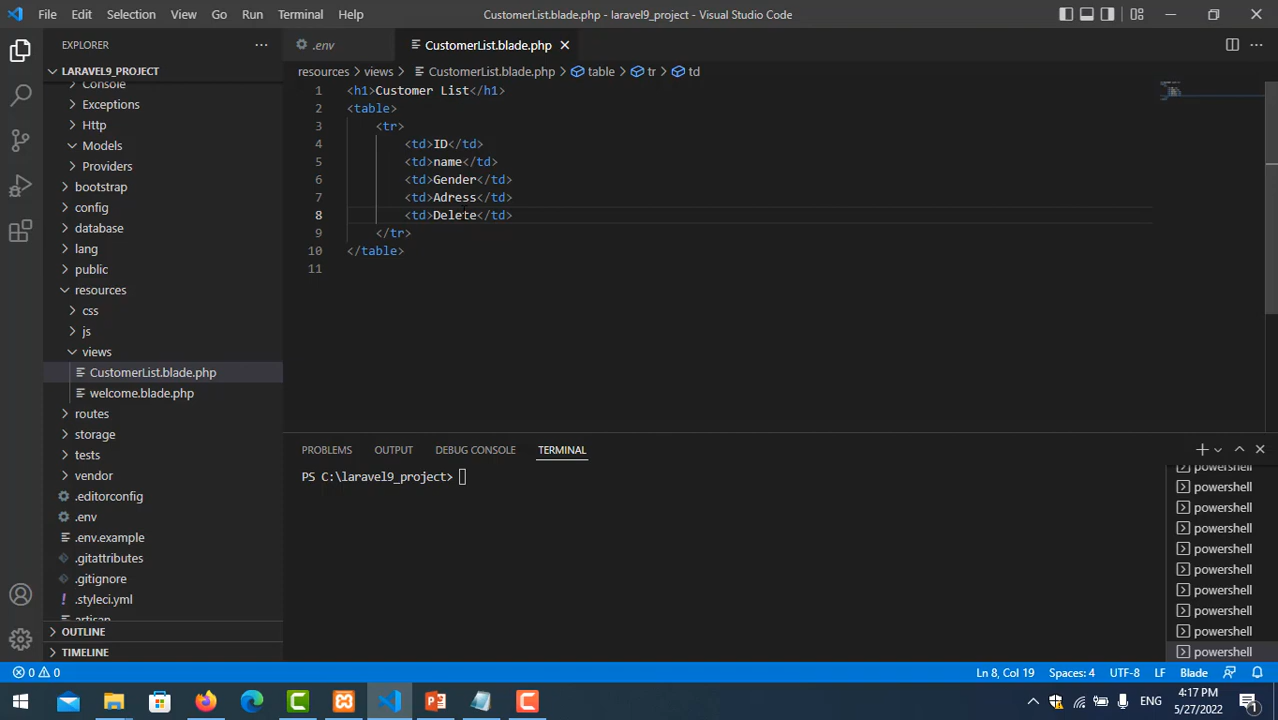 File Edit Selection View Go Run Terminal Help CustomerList.blade.php - laravel9_project - Visual Studio Code
EXPLORER
LARAVEL9_PROJECT
Console
Exceptions
Http
Models
Providers
bootstrap
config
database
lang
public
resources
css
js
views
CustomerList.blade.php
welcome.blade.php
routes
storage
tests
vendor
.editorconfig
.env
.env.example
.gitattributes
.gitignore
.styleci.yml
artisan
OUTLINE
TIMELINE
.env CustomerList.blade.php
resources > views > CustomerList.blade.php > table > tr > td
1 <h1>Customer List</h1>
2 <table>
3 <tr>
4 <td>ID</td>
5 <td>name</td>
6 <td>Gender</td>
7 <td>Adress</td>
8 <td>Delete</td>
9 </tr>
10 </table>
11
PROBLEMS OUTPUT DEBUG CONSOLE TERMINAL
PS C:\laravel9_project>
powershell
powershell
powershell
powershell
powershell
powershell
powershell
powershell
powershell
powershell
0 0 Ln 8, Col 19 Spaces: 4 UTF-8 LF Blade
ENG 4:17 PM
5/27/2022
1